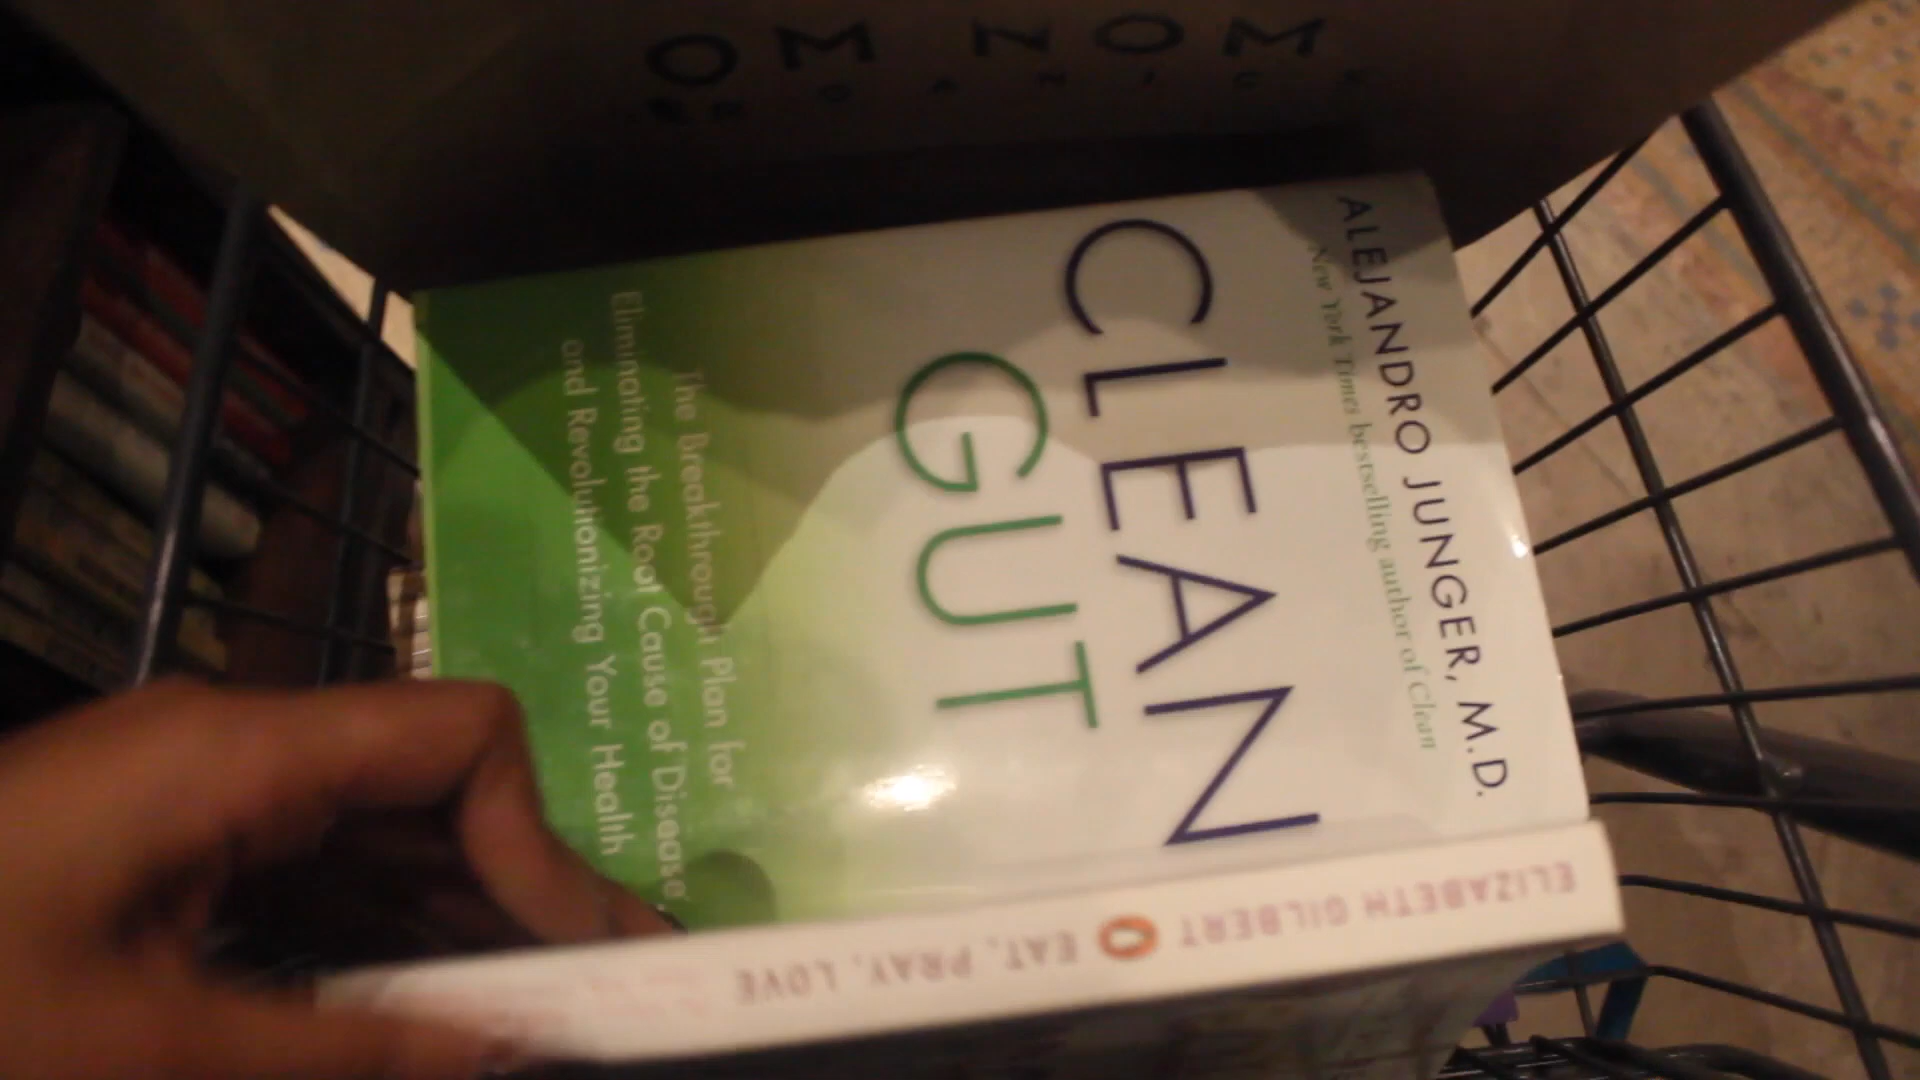 OM NOM
ALEJANDRO JUNGER, M.D.
New York Times bestselling author of Clean
CLEAN
GUT
The Breakthrough Plan for
Eliminating the Root Cause of Disease
and Revolutionizing Your Health
ELIZABETH GILBERT EAT, PRAY, LOVE